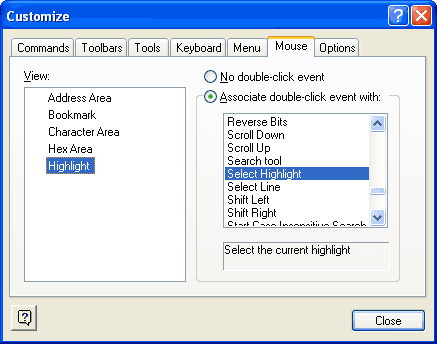 Customize
Commands Toolbars Tools Keyboard Menu Mouse Options
View:
Address Area
Bookmark
Character Area
Hex Area
Highlight
No double-click event
Associate double-click event with:
Reverse Bits
Scroll Down
Scroll Up
Search tool
Select Highlight
Select Line
Shift Left
Shift Right
Start Case Insensitive Search
Select the current highlight
?
Close